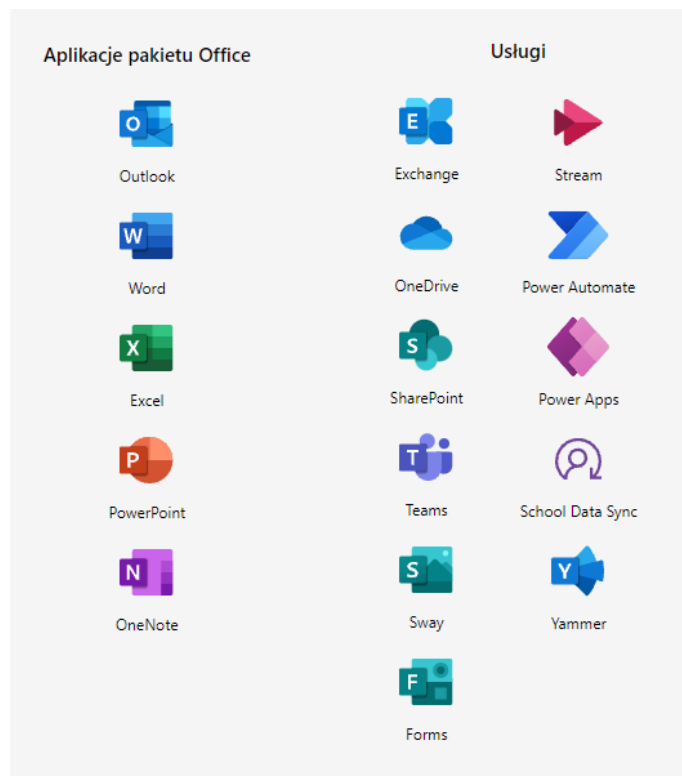 Aplikacje pakietu Office
Usługi
O
Outlook
E
Exchange
Stream
W
Word
OneDrive
Power Automate
X
Excel
S
SharePoint
Power Apps
P
PowerPoint
T
Teams
School Data Sync
N
OneNote
S
Sway
Y
Yammer
F
Forms